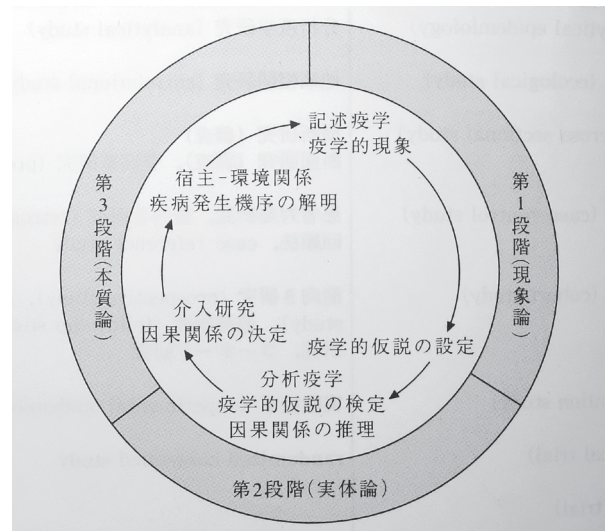 記述疫学
疫学的現象
宿主-環境関係
疾病発生機序の解明
第3段階(本質論)
第1段階(現象論)
介入研究
因果関係の決定
疫学的仮説の設定
分析疫学
疫学的仮説の検定
因果関係の推理
第2段階(実体論)